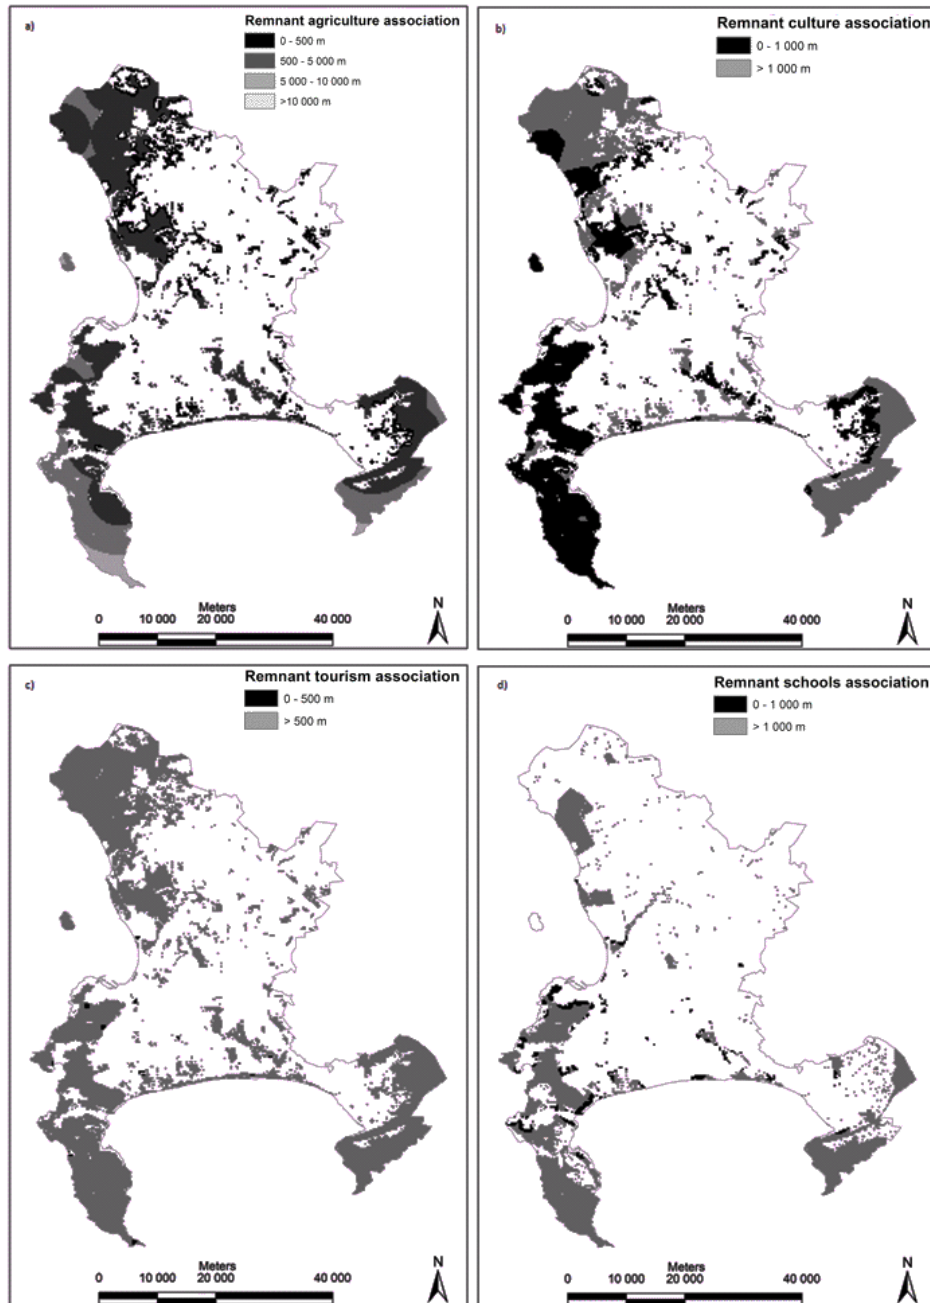 a)
Remnant agriculture association
0 - 500 m
500 - 5 000 m
5 000 - 10 000 m
>10 000 m
Meters
0 10 000 20 000 40 000
N
b)
Remnant culture association
0 - 1 000 m
> 1 000 m
Meters
0 10 000 20 000 40 000
N
c)
Remnant tourism association
0 - 500 m
> 500 m
Meters
0 10 000 20 000 40 000
N
d)
Remnant schools association
0 - 1 000 m
> 1 000 m
Meters
0 10 000 20 000 40 000
N